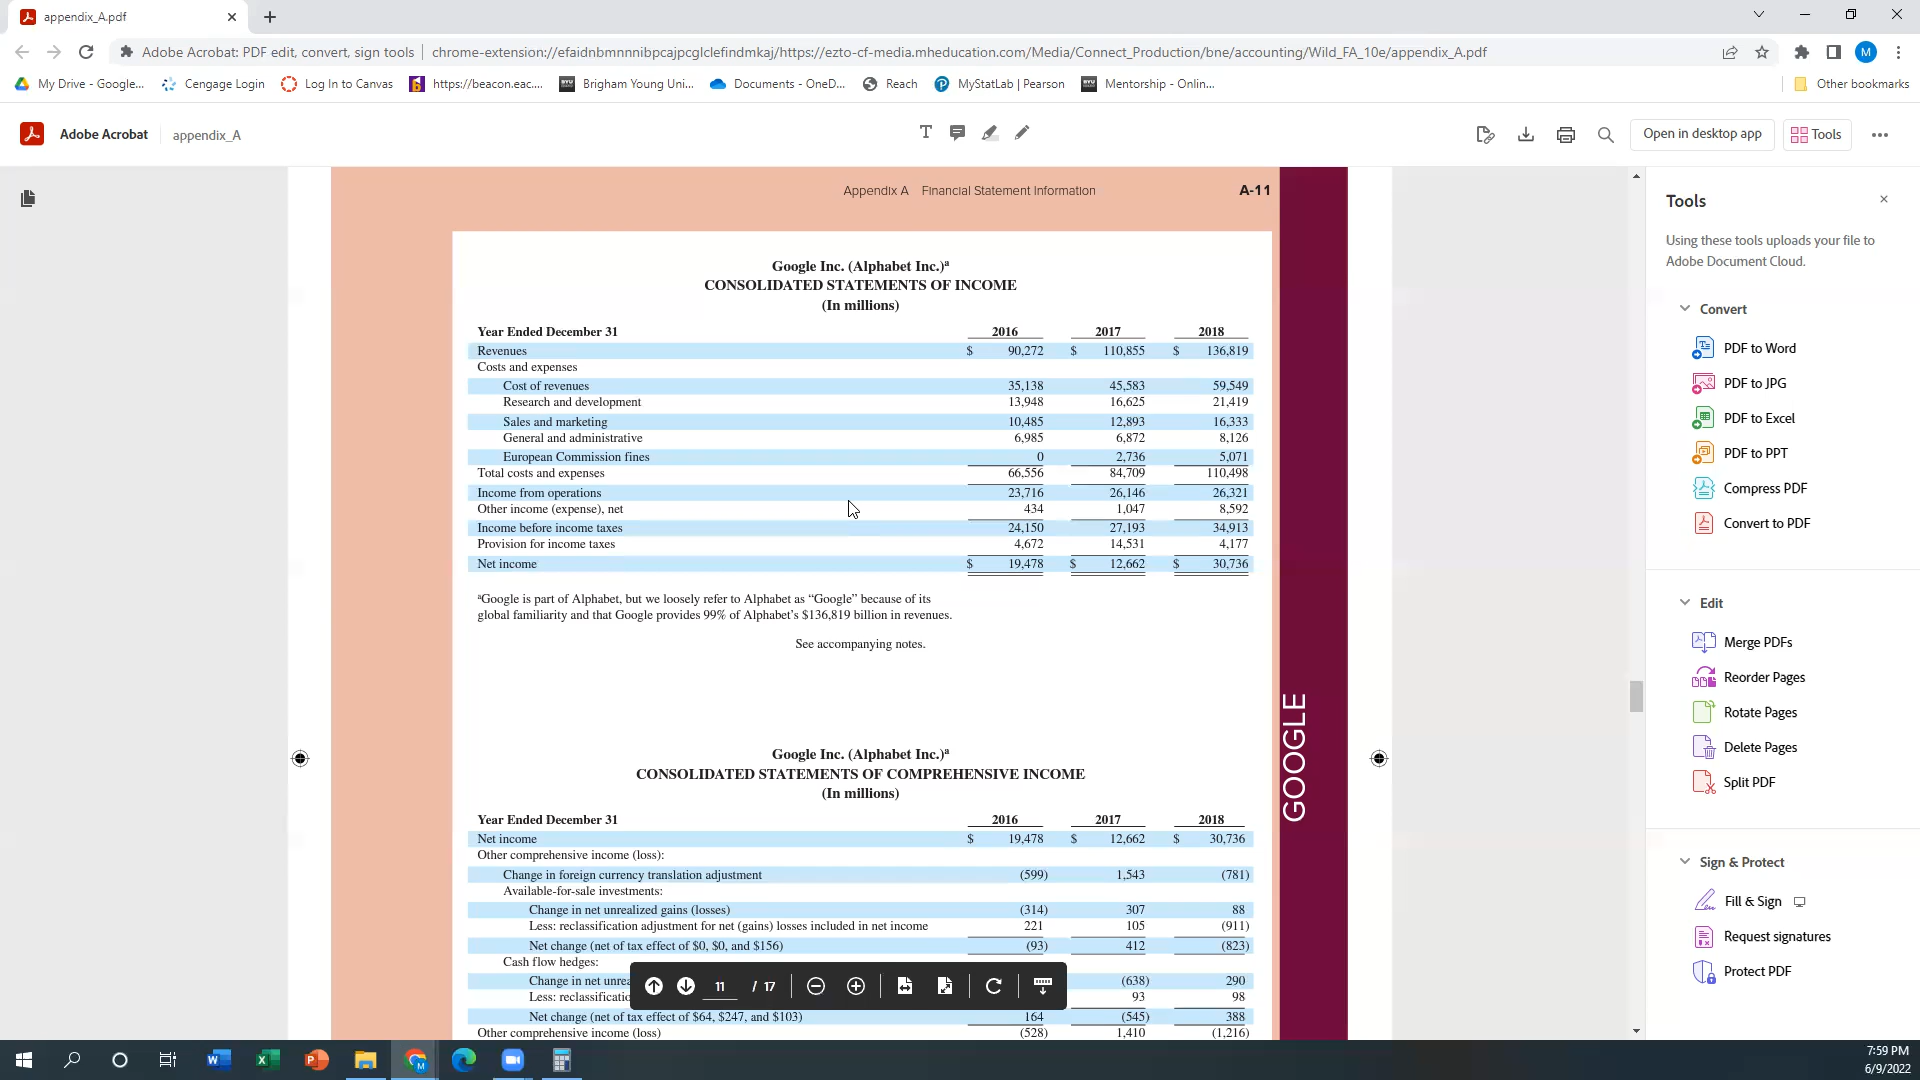 appendix_A.pdf
Adobe Acrobat: PDF edit, convert, sign tools | chrome-extension://efaidnbmnnnibpcajpcglclefindmkaj/https://ezto-cf-media.mheducation.com/Media/Connect_Production/bne/accounting/Wild_FA_10e/appendix_A.pdf M
My Drive - Google... Cengage Login Log In to Canvas https://beacon.eac.... Brigham Young Uni... Documents - OneD... Reach MyStatLab | Pearson Mentorship - Onlin... Other bookmarks
Adobe Acrobat appendix_A Open in desktop app Tools
Appendix A Financial Statement Information A-11
Google Inc. (Alphabet Inc.)ª
CONSOLIDATED STATEMENTS OF INCOME
(In millions)
Year Ended December 31 2016 2017 2018
Revenues $ 90,272 $ 110,855 $ 136,819
Costs and expenses
Cost of revenues 35,138 45,583 59,549
Research and development 13,948 16,625 21,419
Sales and marketing 10,485 12,893 16,333
General and administrative 6,985 6,872 8,126
European Commission fines 0 2,736 5,071
Total costs and expenses 66,556 84,709 110,498
Income from operations 23,716 26,146 26,321
Other income (expense), net 434 1,047 8,592
Income before income taxes 24,150 27,193 34,913
Provision for income taxes 4,672 14,531 4,177
Net income $ 19,478 $ 12,662 $ 30,736
ªGoogle is part of Alphabet, but we loosely refer to Alphabet as “Google” because of its
global familiarity and that Google provides 99% of Alphabet’s $136,819 billion in revenues.
See accompanying notes.
GOOGLE
Google Inc. (Alphabet Inc.)ª
CONSOLIDATED STATEMENTS OF COMPREHENSIVE INCOME
(In millions)
Year Ended December 31 2016 2017 2018
Net income $ 19,478 $ 12,662 $ 30,736
Other comprehensive income (loss):
Change in foreign currency translation adjustment (599) 1,543 (781)
Available-for-sale investments:
Change in net unrealized gains (losses) (314) 307 88
Less: reclassification adjustment for net (gains) losses included in net income 221 105 (911)
Net change (net of tax effect of $0, $0, and $156) (93) 412 (823)
Cash flow hedges:
Change in net (638) 290
Less: 93 98
Net change (net of tax effect of $64, $247, and $103) 164 (545) 388
Other comprehensive income (loss) (528) 1,410 (1,216)
11 / 17
Tools
Using these tools uploads your file to
Adobe Document Cloud.
Convert
PDF to Word
PDF to JPG
PDF to Excel
PDF to PPT
Compress PDF
Convert to PDF
Edit
Merge PDFs
Reorder Pages
Rotate Pages
Delete Pages
Split PDF
Sign & Protect
Fill & Sign
Request signatures
Protect PDF
7:59 PM
6/9/2022